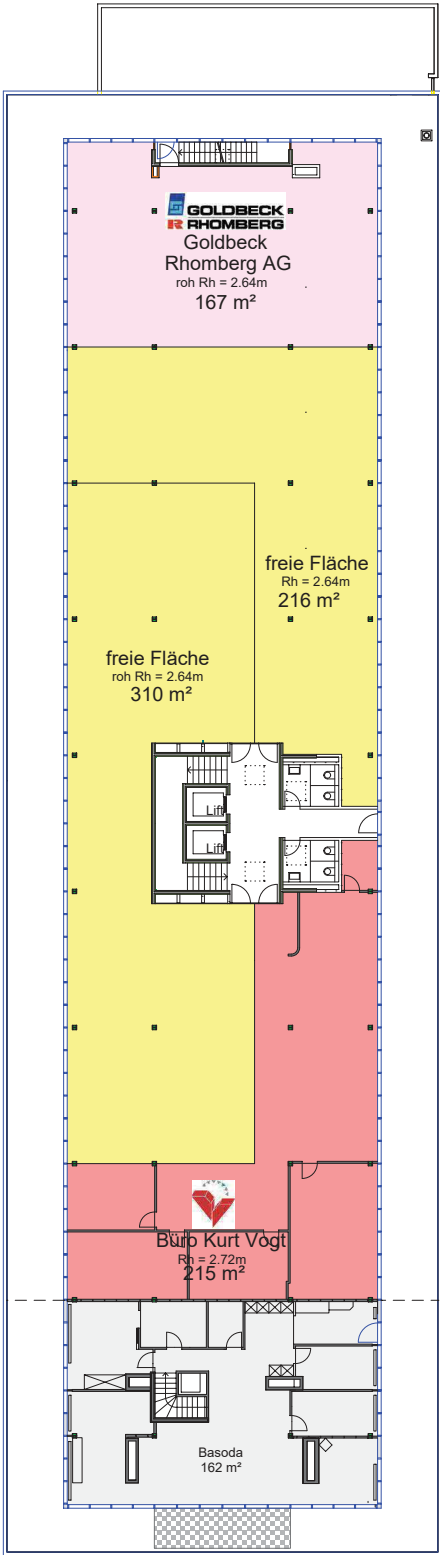 GOLDBECK
RHOMBERG
Goldbeck
Rhomberg AG
roh Rh = 2.64m
167 m²
freie Fläche
Rh = 2.64m
216 m²
freie Fläche
roh Rh = 2.64m
310 m²
Lift
Lift
Büro Kurt Vogt
Rh = 2.72m
215 m²
Basoda
162 m²